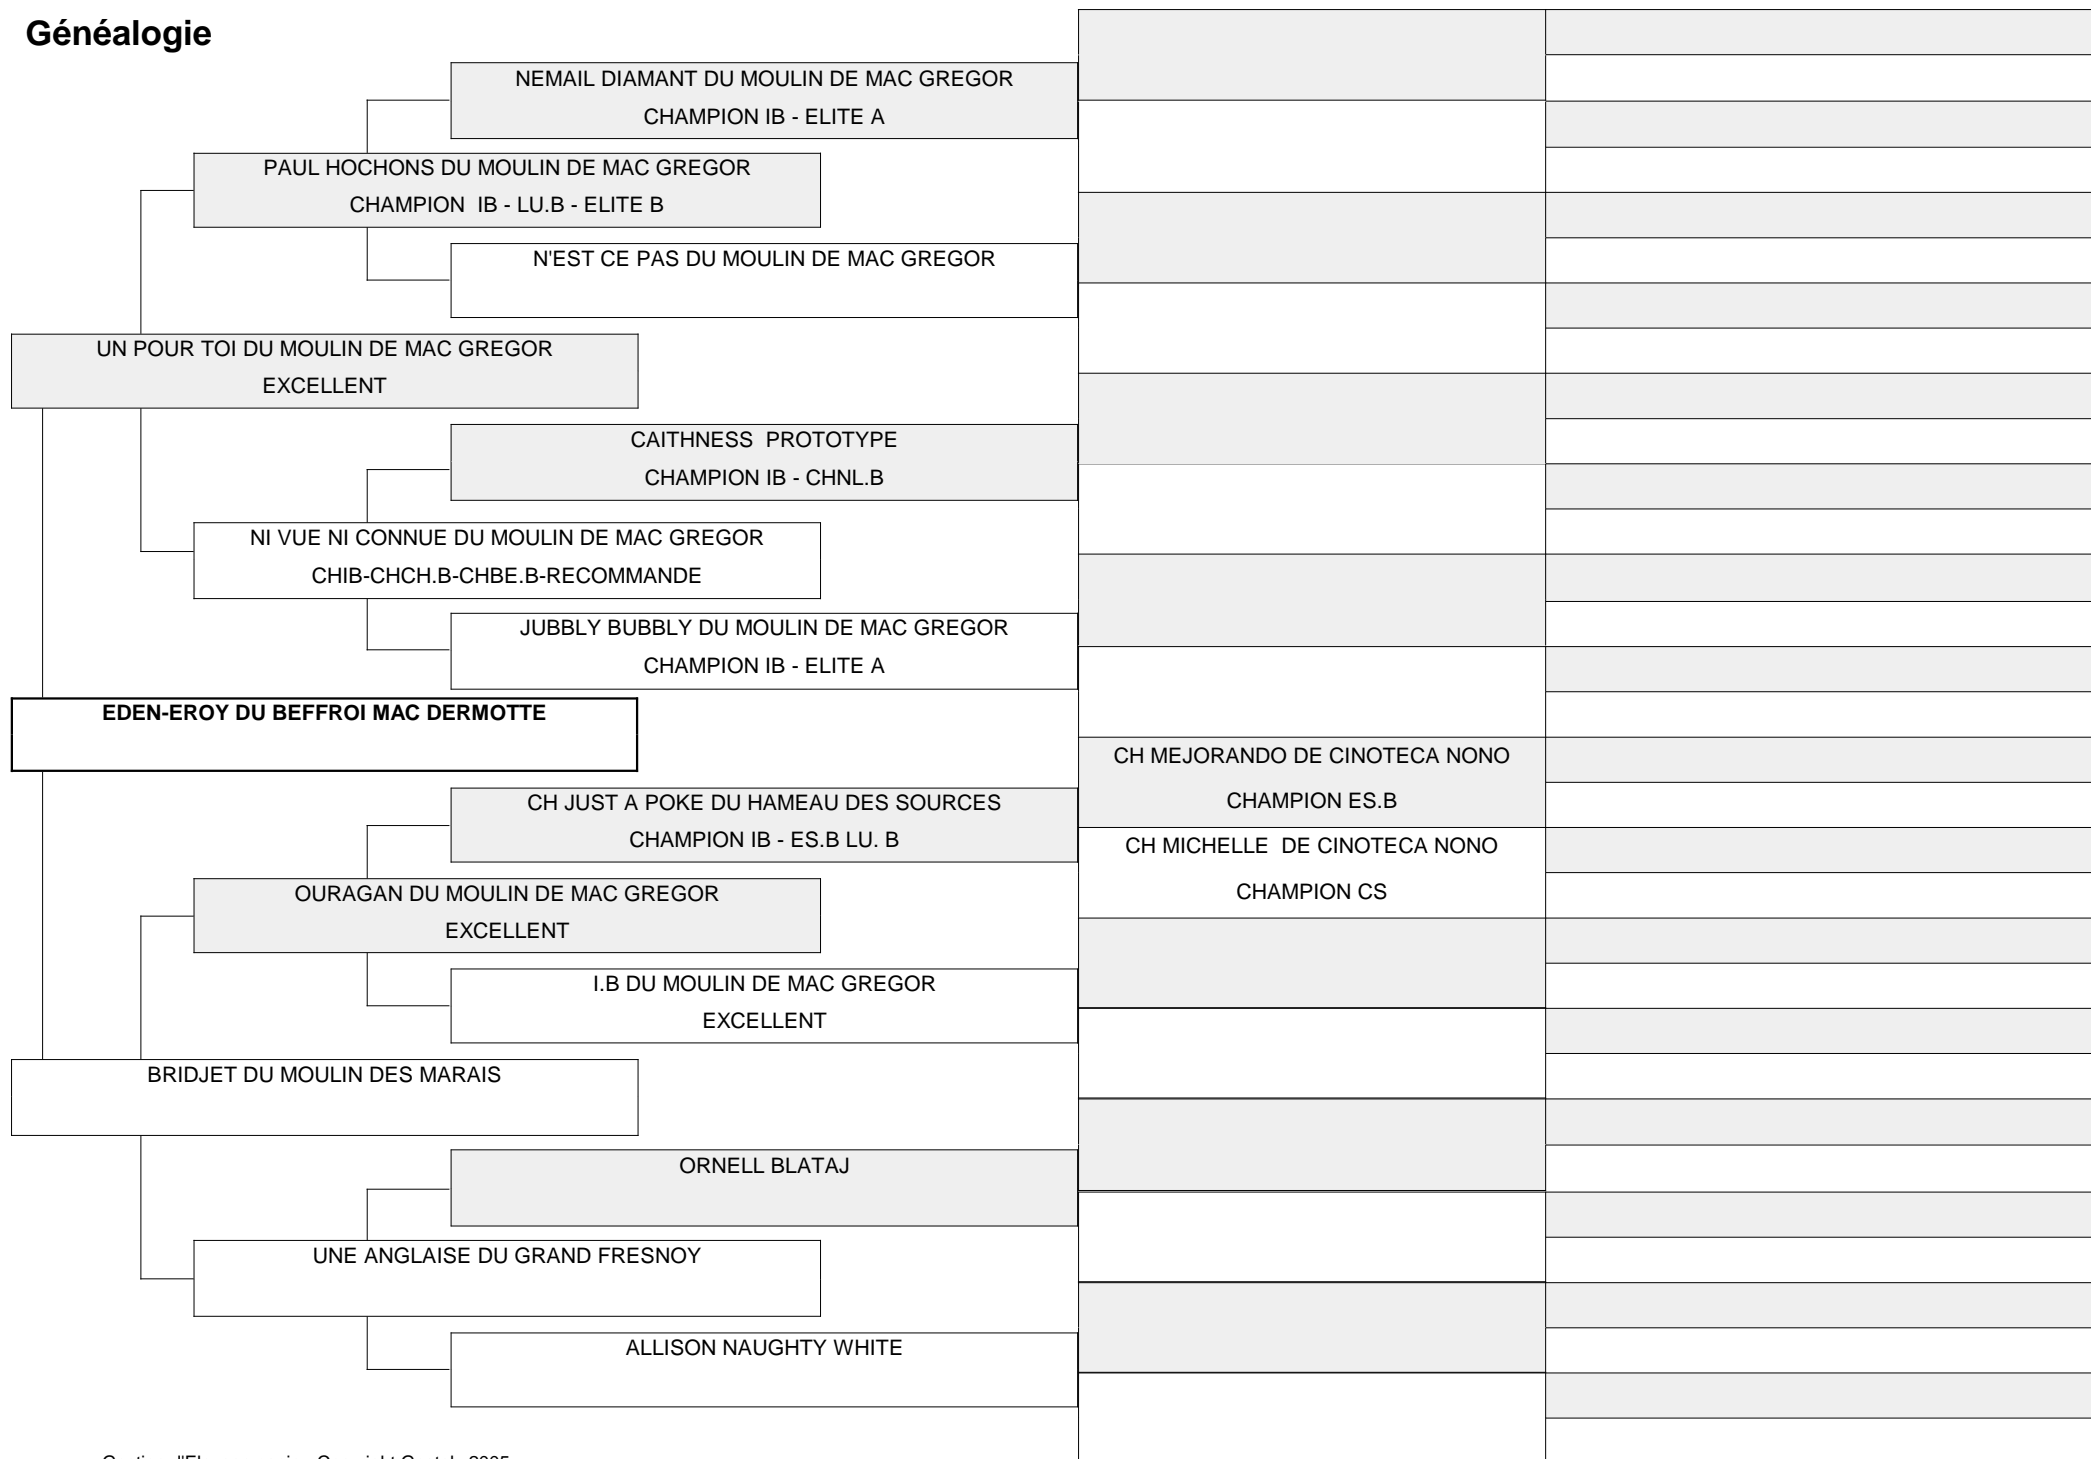 Généalogie
NEMAIL DIAMANT DU MOULIN DE MAC GREGOR
CHAMPION IB - ELITE A
PAUL HOCHONS DU MOULIN DE MAC GREGOR
CHAMPION  IB - LU.B - ELITE B
N'EST CE PAS DU MOULIN DE MAC GREGOR
UN POUR TOI DU MOULIN DE MAC GREGOR
EXCELLENT
CAITHNESS  PROTOTYPE
CHAMPION IB - CHNL.B
NI VUE NI CONNUE DU MOULIN DE MAC GREGOR
CHIB-CHCH.B-CHBE.B-RECOMMANDE
JUBBLY BUBBLY DU MOULIN DE MAC GREGOR
CHAMPION IB - ELITE A
EDEN-EROY DU BEFFROI MAC DERMOTTE
CH MEJORANDO DE CINOTECA NONO
CHAMPION ES.B
CH JUST A POKE DU HAMEAU DES SOURCES
CHAMPION IB - ES.B LU. B
CH MICHELLE  DE CINOTECA NONO
CHAMPION CS
OURAGAN DU MOULIN DE MAC GREGOR
EXCELLENT
I.B DU MOULIN DE MAC GREGOR
EXCELLENT
BRIDJET DU MOULIN DES MARAIS
ORNELL BLATAJ
UNE ANGLAISE DU GRAND FRESNOY
ALLISON NAUGHTY WHITE